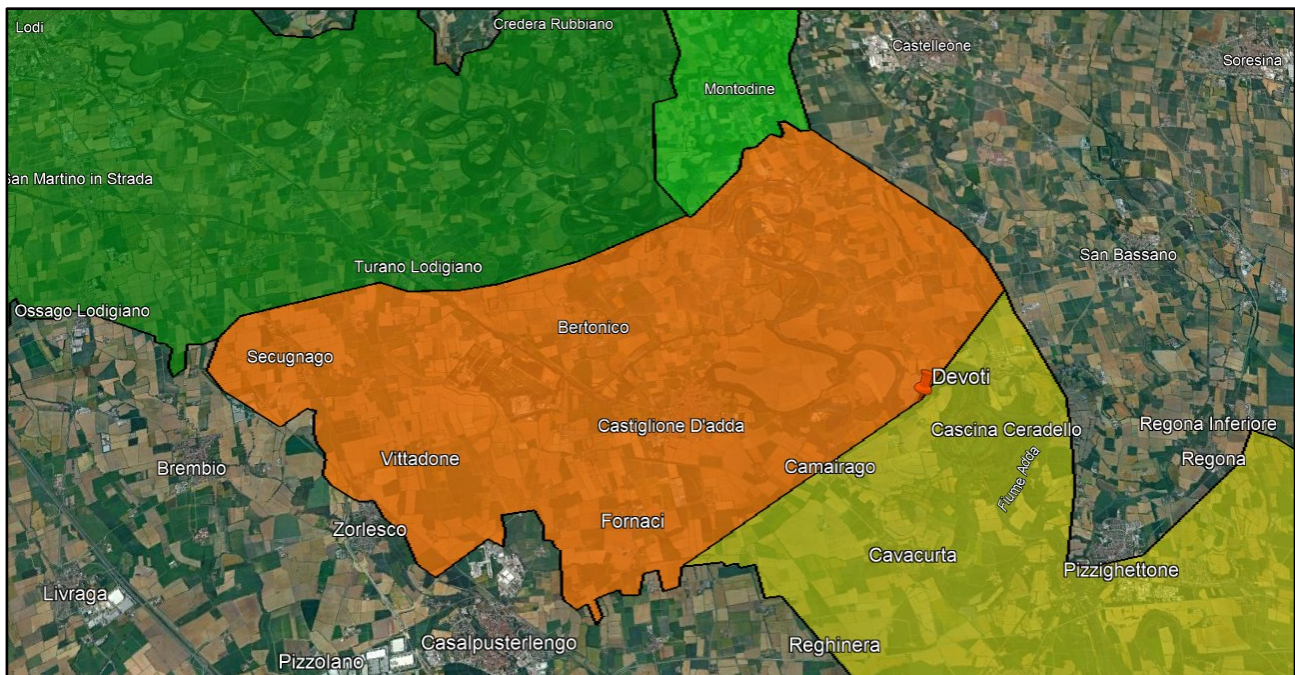 Lodi
Credera Rubbiano
Castelleone
Soresina
Montodine
San Martino in Strada
San Bassano
Turano Lodigiano
Ossago Lodigiano
Bertonico
Secugnago
Devoti
Castiglione D'adda
Cascina Ceradello
Regona Inferiore
Vittadone
Camairago
Regona
Brembio
Fiume Adda
Fornaci
Zorlesco
Cavacurta
Pizzighettone
Livraga
Casalpusterlengo
Reghinera
Pizzolano